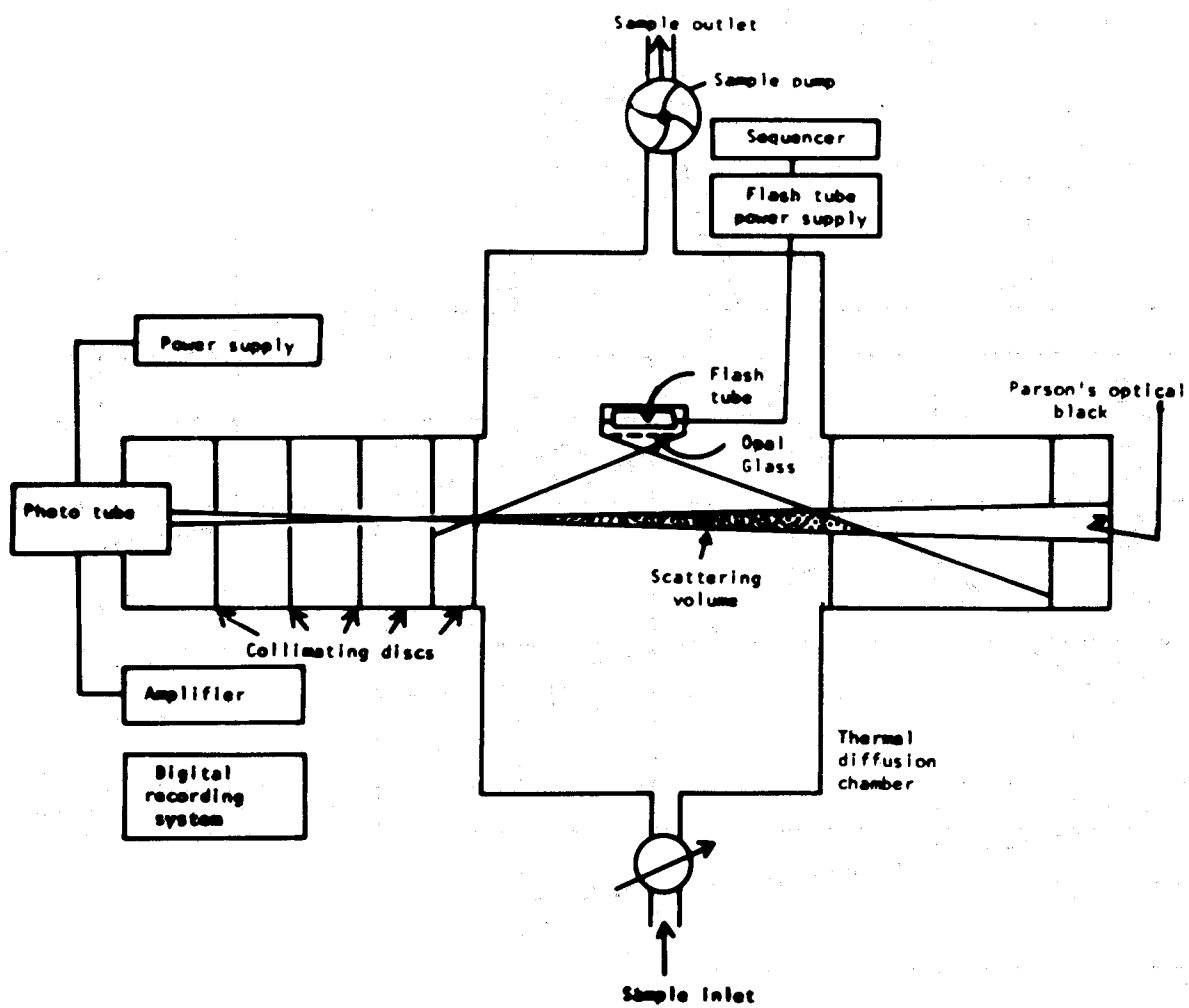 Sample outlet
Sample pump
Sequencer
Flash tube
power supply
Power supply
Flash
tube
Parson's optical
black
Opal
Glass
Photo tube
Scattering
volume
Collimating discs
Amplifier
Thermal
diffusion
chamber
Digital
recording
system
Sample Inlet